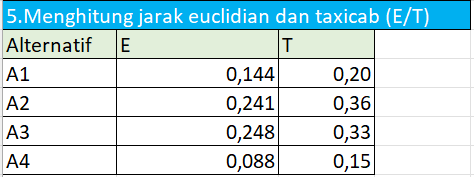 5.Menghitung jarak euclidian dan taxicab (E/T)
Alternatif E T
A1 0,144 0,20
A2 0,241 0,36
A3 0,248 0,33
A4 0,088 0,15